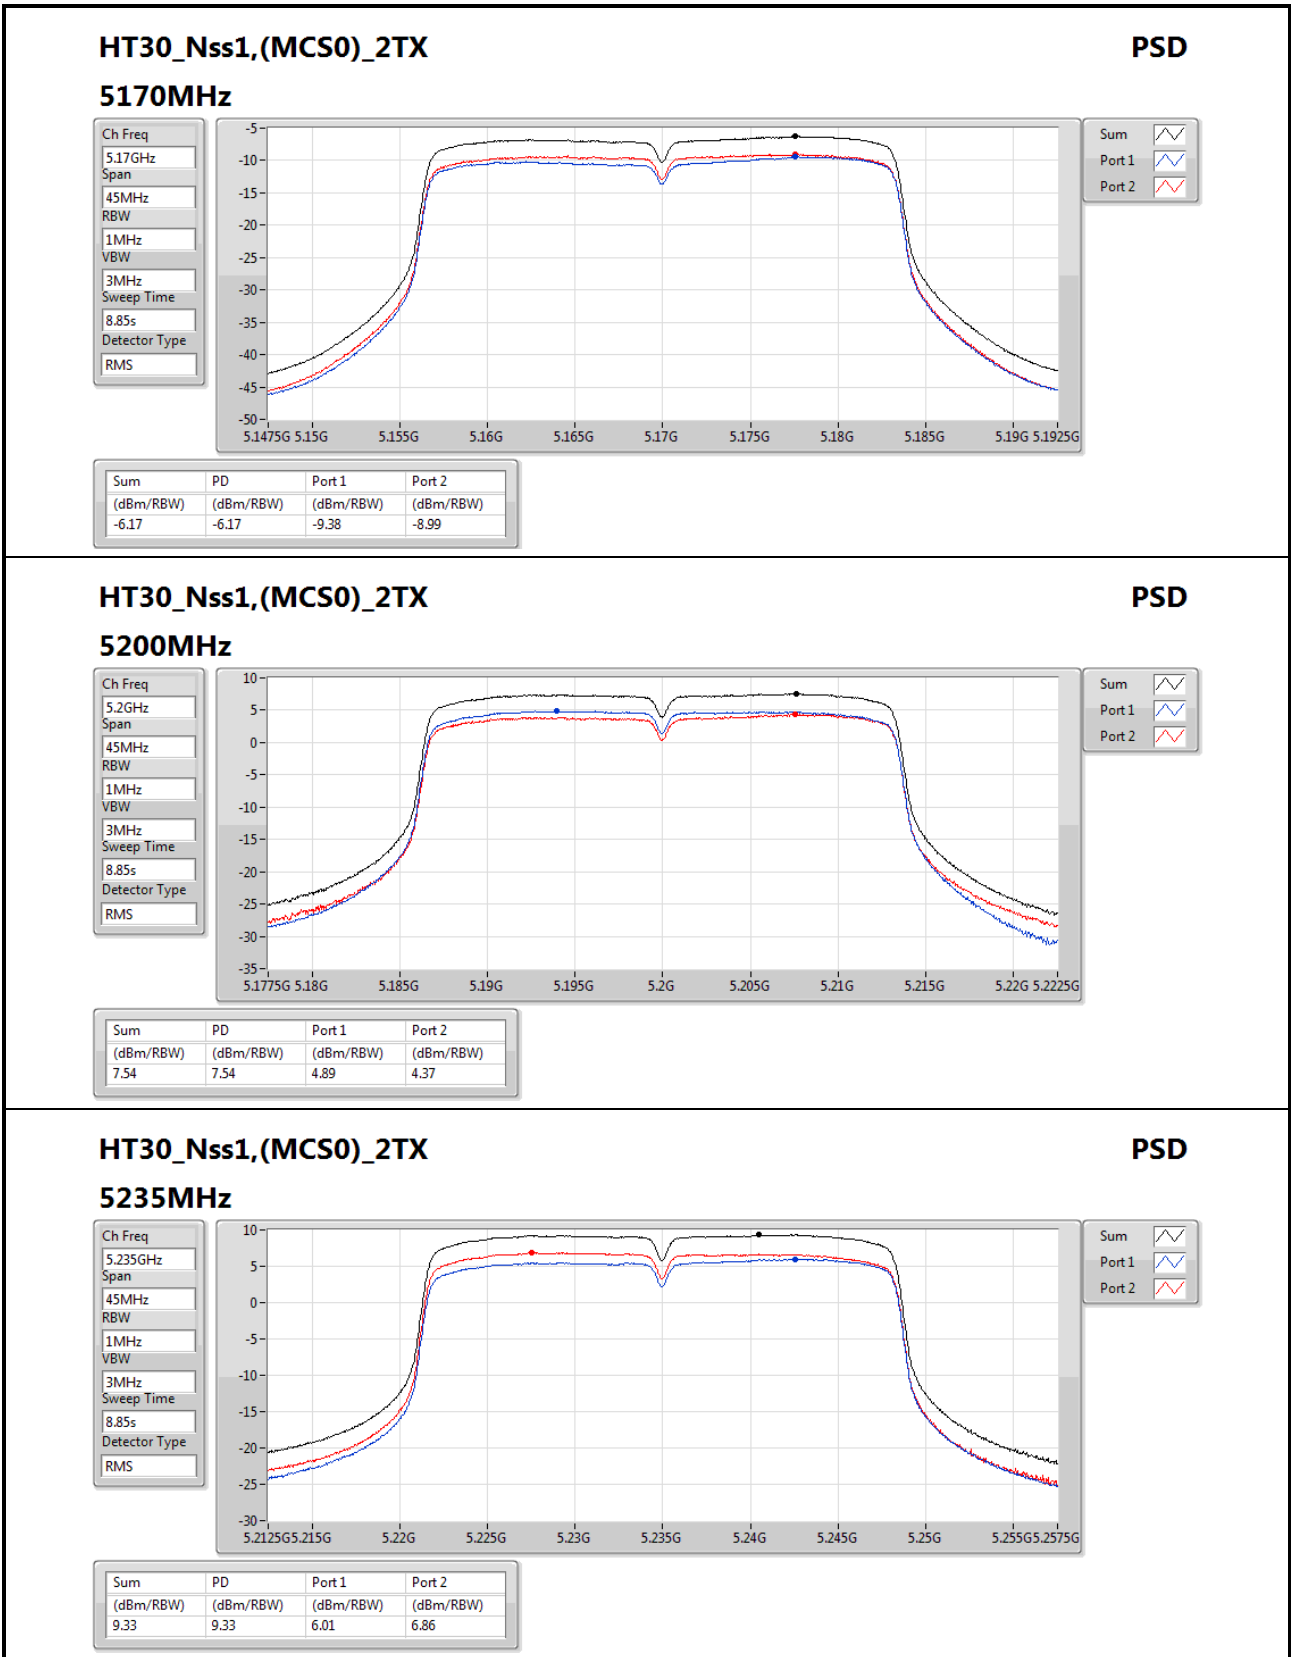 HT30_Nss1,(MCS0)_2TX PSD
5170MHz
Ch Freq
5.17GHz
Span
45MHz
RBW
1MHz
VBW
3MHz
Sweep Time
8.85s
Detector Type
RMS
-5
-10
-15
-20
-25
-30
-35
-40
-45
-50
5.1475G 5.15G 5.155G 5.16G 5.165G 5.17G 5.175G 5.18G 5.185G 5.19G 5.1925G
Sum
Port 1
Port 2
Sum PD Port 1 Port 2
(dBm/RBW) (dBm/RBW) (dBm/RBW) (dBm/RBW)
-6.17 -6.17 -9.38 -8.99
HT30_Nss1,(MCS0)_2TX PSD
5200MHz
Ch Freq
5.2GHz
Span
45MHz
RBW
1MHz
VBW
3MHz
Sweep Time
8.85s
Detector Type
RMS
10
5
0
-5
-10
-15
-20
-25
-30
-35
5.1775G 5.18G 5.185G 5.19G 5.195G 5.2G 5.205G 5.21G 5.215G 5.22G 5.2225G
Sum
Port 1
Port 2
Sum PD Port 1 Port 2
(dBm/RBW) (dBm/RBW) (dBm/RBW) (dBm/RBW)
7.54 7.54 4.89 4.37
HT30_Nss1,(MCS0)_2TX PSD
5235MHz
Ch Freq
5.235GHz
Span
45MHz
RBW
1MHz
VBW
3MHz
Sweep Time
8.85s
Detector Type
RMS
10
5
0
-5
-10
-15
-20
-25
-30
5.2125G 5.215G 5.22G 5.225G 5.23G 5.235G 5.24G 5.245G 5.25G 5.255G 5.2575G
Sum
Port 1
Port 2
Sum PD Port 1 Port 2
(dBm/RBW) (dBm/RBW) (dBm/RBW) (dBm/RBW)
9.33 9.33 6.01 6.86